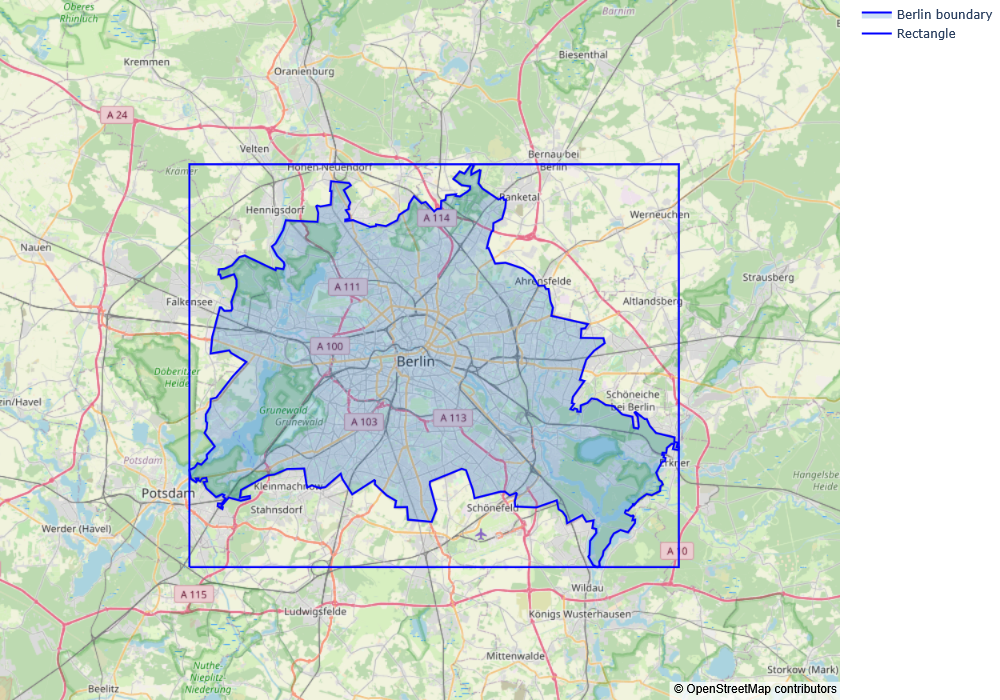 Oberes
Rhinluch
Kremmen
Oranienburg
Barnim
Biesenthal
A 24
Velten
Kramer
Hohen Neuendorf
Bernau bei
Berlin
Hennigsdorf
Panketal
A 114
Werneuchen
Nauen
Falkensee
A 111
Ahrensfelde
Strausberg
Altlandsberg
A 100
Berlin
Döberitzer
Heide
zin/Havel
Grunewald
Grunewald
A 103
A 113
Schöneiche
bei Berlin
Potsdam
Potsdam
Kleinmachnow
Stahnsdorf
Erkner
Hangelsbe
Heide
Schönefeld
Werder (Havel)
A 10
A 115
Ludwigsfelde
Wildau
Königs Wusterhausen
Mittenwalde
Nuthe-
Nieplitz
Niederung
Beelitz
Storkow (Mark)
© OpenStreetMap contributors
Berlin boundary
Rectangle